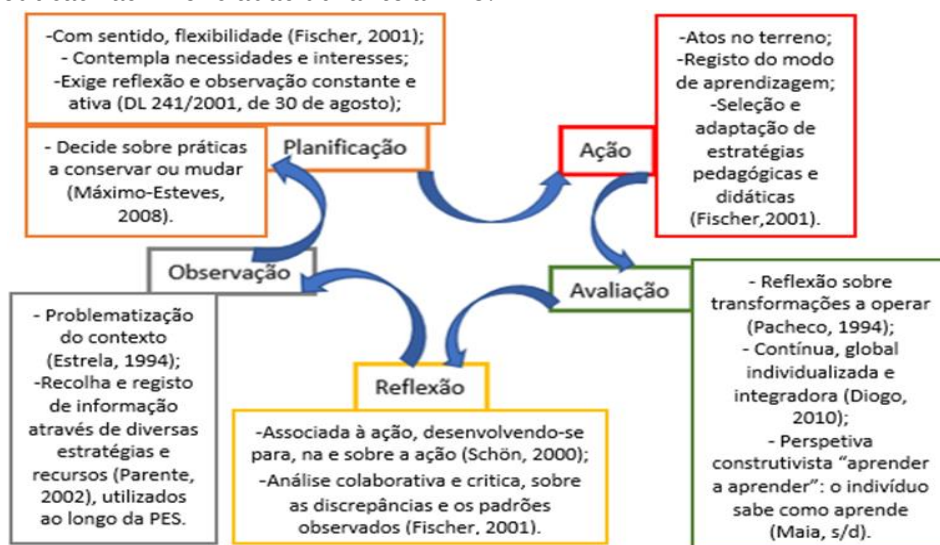 -Com sentido, flexibilidade (Fischer, 2001);
- Contempla necessidades e interesses;
-Exige reflexão e observação constante e
ativa (DL 241/2001, de 30 de agosto);
- Decide sobre práticas
a conservar ou mudar
(Máximo-Esteves,
2008).
Planificação
Ação
-Atos no terreno;
-Registo do modo
de aprendizagem;
-Seleção e
adaptação de
estratégias
pedagógicas e
didáticas
(Fischer,2001).
Observação
- Problematização
do contexto
(Estrela, 1994);
-Recolha e registo
de informação
através de diversas
estratégias e
recursos (Parente,
2002), utilizados
ao longo da PES.
Avaliação
- Reflexão sobre
transformações a operar
(Pacheco, 1994);
- Contínua, global
individualizada e
integradora (Diogo,
2010);
- Perspetiva
construtivista “aprender
a aprender”: o indivíduo
sabe como aprende
(Maia, s/d).
Reflexão
-Associada à ação, desenvolvendo-se
para, na e sobre a ação (Schön, 2000);
-Análise colaborativa e critica, sobre
as discrepâncias e os padrões
observados (Fischer, 2001).